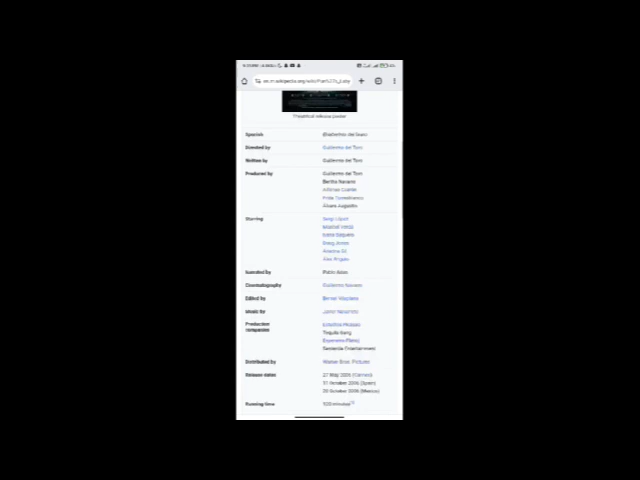 Theatrical release poster
Spanish
Directed by Guillermo del Toro
Written by Guillermo del Toro
Produced by Guillermo del Toro
Bertha Navarro
Alfonso Cuarón
Frida Torresblanco
Álvaro Augustin
Starring Sergi López
Maribel Verdú
Ivana Baquero
Doug Jones
Ariadna Gil
Álex Angulo
Narrated by Pablo Adán
Cinematography Guillermo Navarro
Edited by Bernat Vilaplana
Music by Javier Navarrete
Production
companies
Estudios Picasso
Tequila Gang
Esperanto Filmoj
Entertainment
Distributed by Warner Bros. Pictures
Release dates 27 May 2006 (Cannes)
11 October 2006 (Spain)
20 October 2006 (Mexico)
Running time minutes